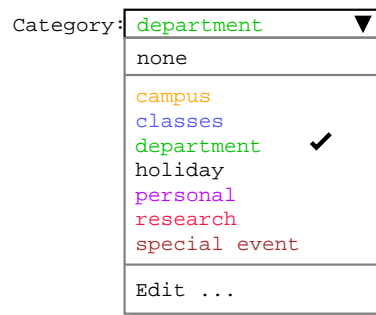 Category: department
none
campus
classes
department
holiday
personal
research
special event
Edit ...